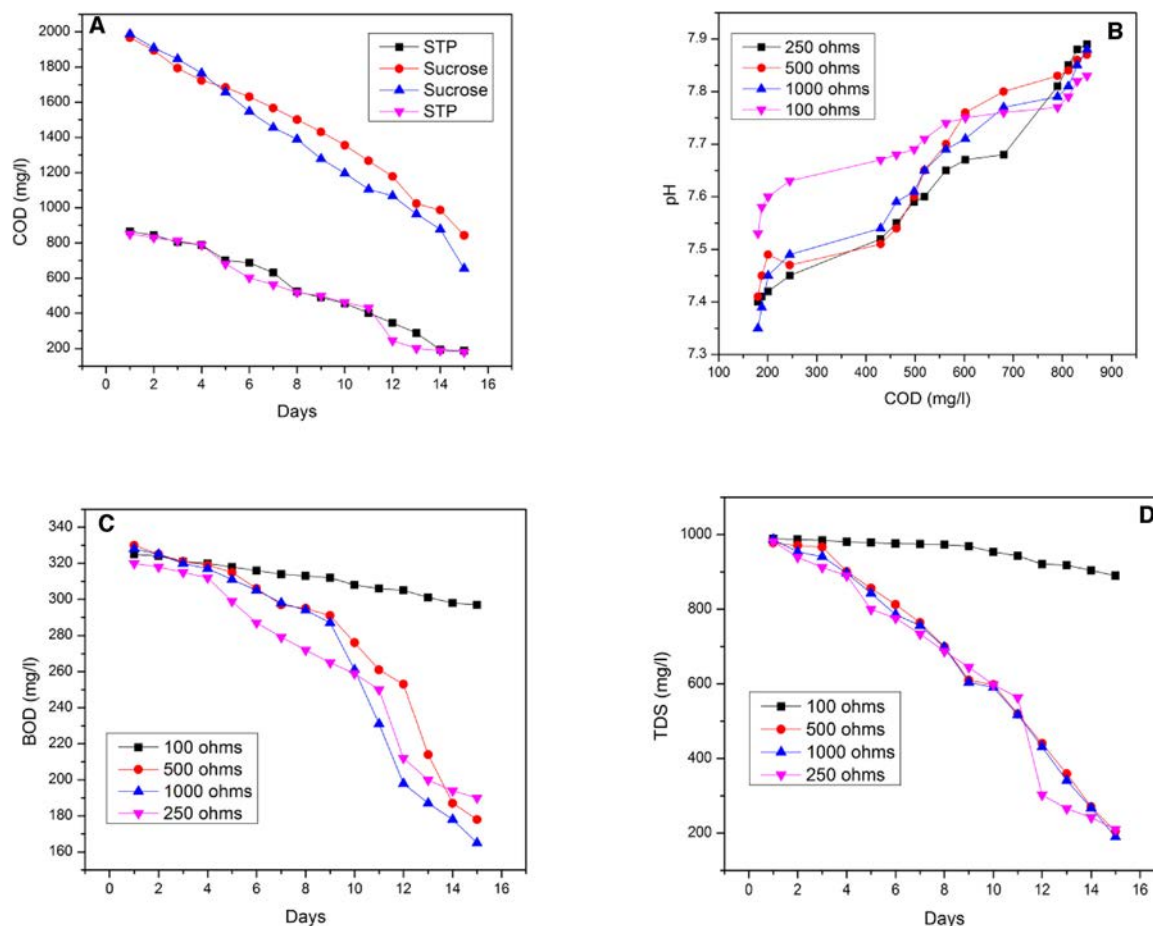 A
2000
1800
1600
1400
1200
1000
800
600
400
200
COD (mg/l)
STP
Sucrose
Sucrose
STP
0 2 4 6 8 10 12 14 16
Days
B
7.9
7.8
7.7
7.6
7.5
7.4
7.3
pH
250 ohms
500 ohms
1000 ohms
100 ohms
100 200 300 400 500 600 700 800 900
COD (mg/l)
C
340
320
300
280
260
240
220
200
180
160
BOD (mg/l)
100 ohms
500 ohms
1000 ohms
250 ohms
0 2 4 6 8 10 12 14 16
Days
D
1000
800
600
400
200
TDS (mg/l)
100 ohms
500 ohms
1000 ohms
250 ohms
0 2 4 6 8 10 12 14 16
Days